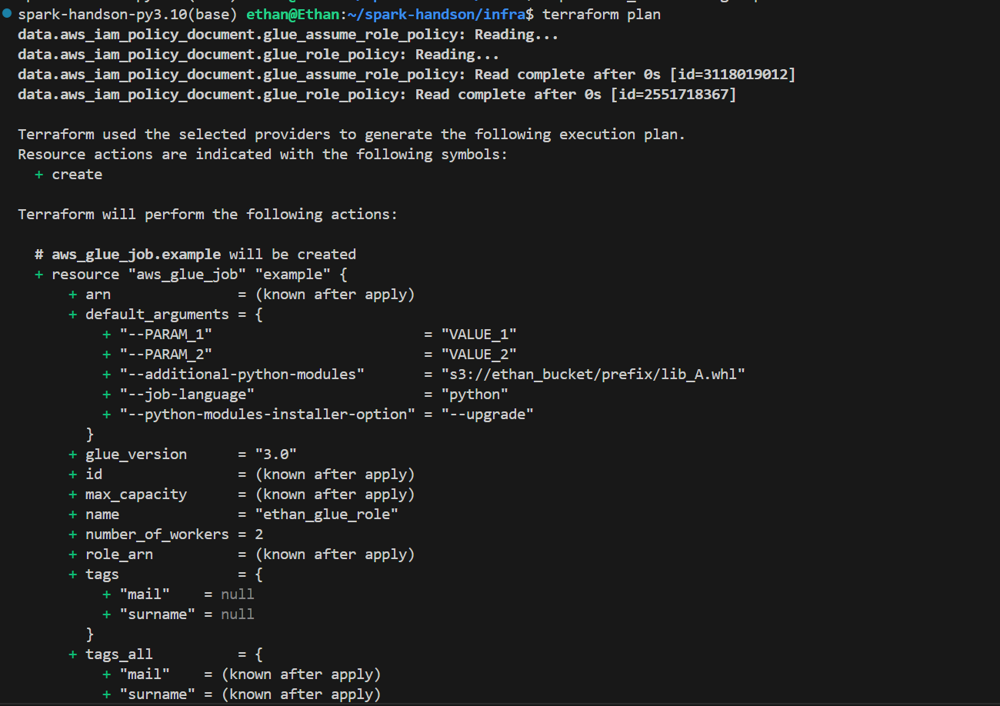 spark-handson-py3.10(base) ethan@Ethan:~/spark-handson/infra$ terraform plan
data.aws_iam_policy_document.glue_assume_role_policy: Reading...
data.aws_iam_policy_document.glue_role_policy: Reading...
data.aws_iam_policy_document.glue_assume_role_policy: Read complete after 0s [id=3118019012]
data.aws_iam_policy_document.glue_role_policy: Read complete after 0s [id=2551718367]

Terraform used the selected providers to generate the following execution plan.
Resource actions are indicated with the following symbols:
  + create

Terraform will perform the following actions:

  # aws_glue_job.example will be created
  + resource "aws_glue_job" "example" {
      + arn               = (known after apply)
      + default_arguments = {
          + "--PARAM_1"                         = "VALUE_1"
          + "--PARAM_2"                         = "VALUE_2"
          + "--additional-python-modules"       = "s3://ethan_bucket/prefix/lib_A.whl"
          + "--job-language"                    = "python"
          + "--python-modules-installer-option" = "--upgrade"
        }
      + glue_version      = "3.0"
      + id                = (known after apply)
      + max_capacity      = (known after apply)
      + name              = "ethan_glue_role"
      + number_of_workers = 2
      + role_arn          = (known after apply)
      + tags              = {
          + "mail"    = null
          + "surname" = null
        }
      + tags_all          = {
          + "mail"    = (known after apply)
          + "surname" = (known after apply)